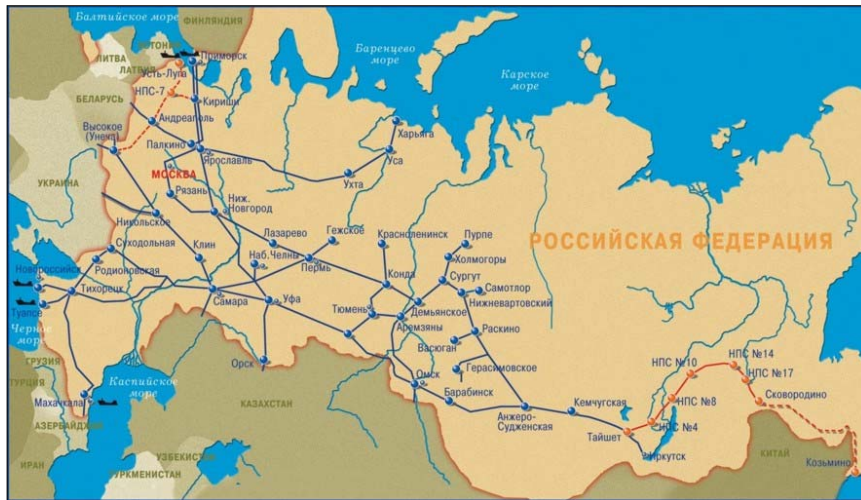 Балтийское море
ФИНЛЯНДИЯ
Баренцево
море
Карское
море
ЭСТОНИЯ
ЛИТВА
ЛАТВИЯ
Приморск
Усть-Луга
НПС-7
Кириши
БЕЛАРУСЬ
Андреаполь
Высокое
(Унеча)
Палкино
Ярославль
Харьяга
Уса
МОСКВА
Ухта
УКРАИНА
Рязань
Ниж.
Новгород
Никольское
Лазарево
Гежское
Красноленинск
Пурпе
РОССИЙСКАЯ ФЕДЕРАЦИЯ
Суходольная
Клин
Наб.Челны
Пермь
Холмогоры
Новороссийск
Родионовская
Конда
Сургут
Самотлор
Тихорецк
Самара
Уфа
Нижневартовский
Туапсе
Тюмень
Демьянское
Аремзяны
Раскино
Черное
море
Васюган
НПС №10
НПС №14
ГРУЗИЯ
Орск
Герасимовское
НПС №17
ТУРЦИЯ
Каспийское
море
Омск
Барабинск
НПС №8
Сковородино
Махачкала
КАЗАХСТАН
Кемчугская
АЗЕРБАЙДЖАН
Анжеро-
Судженская
Тайшет
НПС №4
УЗБЕКИСТАН
Иркутск
КИТАЙ
ИРАН
ТУРКМЕНИСТАН
Козьмино